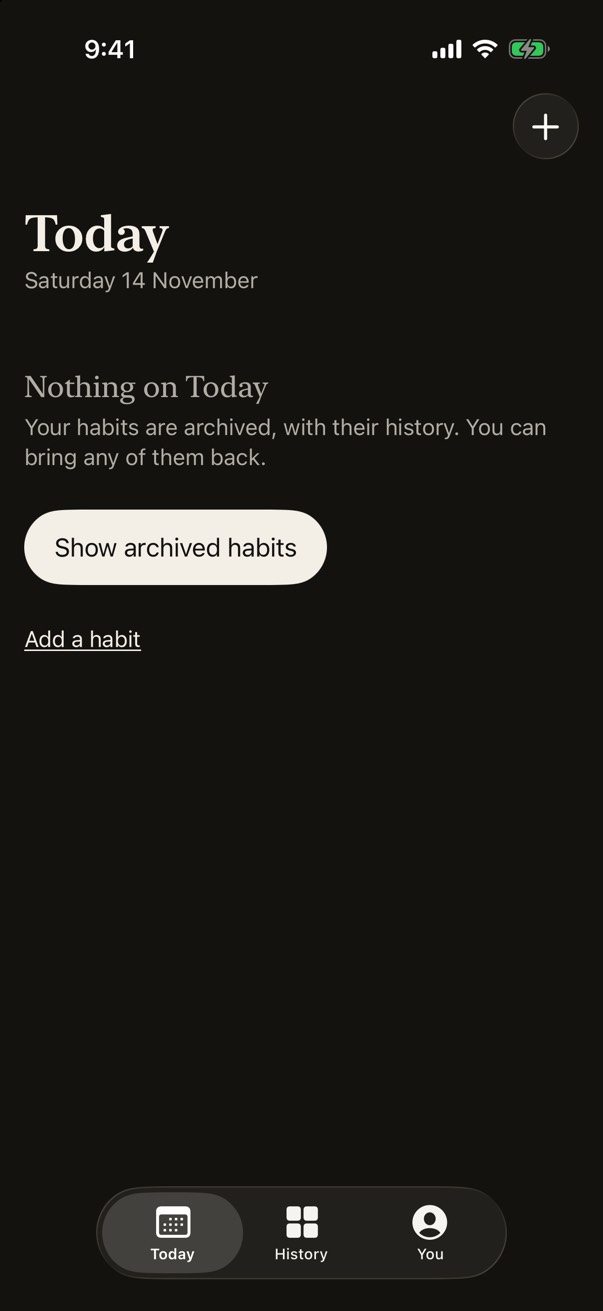 9:41
Today
Saturday 14 November
Nothing on Today
Your habits are archived, with their history. You can
bring any of them back.
Show archived habits
Add a habit
Today
History
You